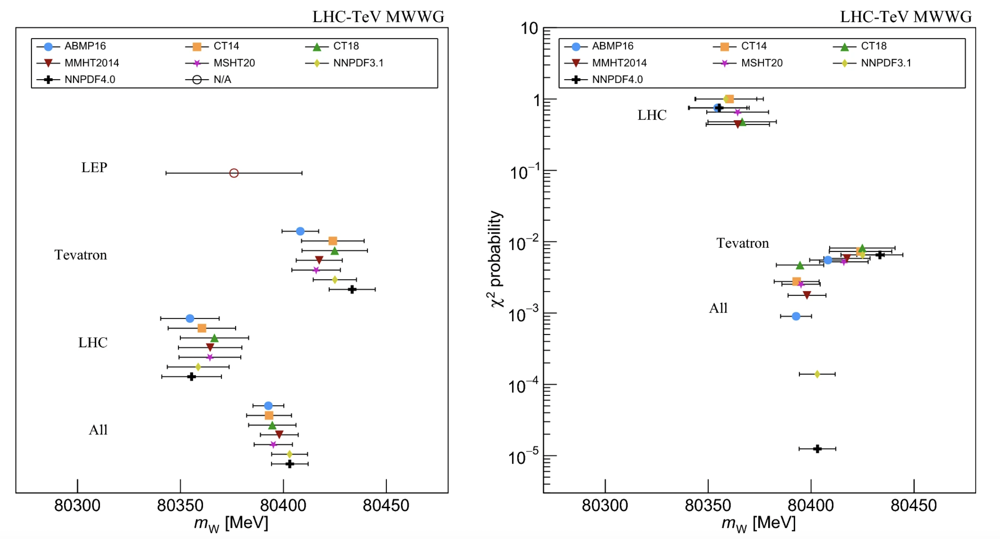 LHC-TeV MWWG
ABMP16 CT14 CT18
MMHT2014 MSHT20 NNPDF3.1
NNPDF4.0 N/A
LEP
Tevatron
LHC
All
80300 80350 80400 80450
m_W [MeV]
LHC-TeV MWWG
10
ABMP16 CT14 CT18
MMHT2014 MSHT20 NNPDF3.1
NNPDF4.0
1
LHC
10⁻¹
χ² probability
10⁻²
Tevatron
All
10⁻³
10⁻⁴
10⁻⁵
80300 80350 80400 80450
m_W [MeV]